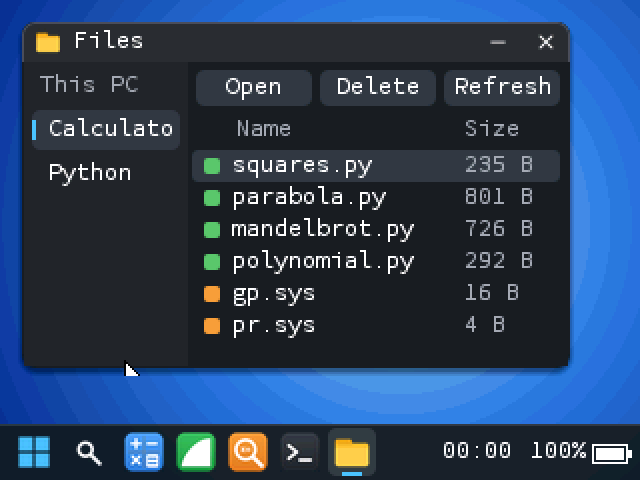 Files
This PC
Calculato
Python
Open Delete Refresh
Name Size
squares.py 235 B
parabola.py 801 B
mandelbrot.py 726 B
polynomial.py 292 B
gp.sys 16 B
pr.sys 4 B
00:00 100%